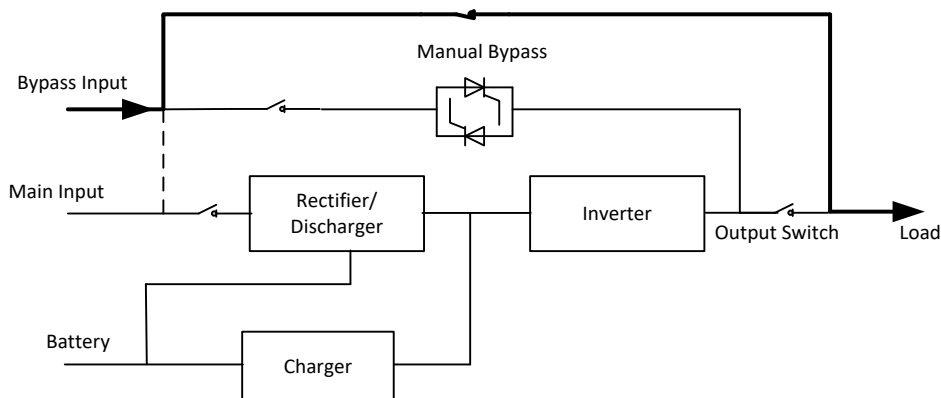 Manual Bypass
Bypass Input
Main Input
Rectifier/
Discharger
Inverter
Output Switch
Load
Battery
Charger